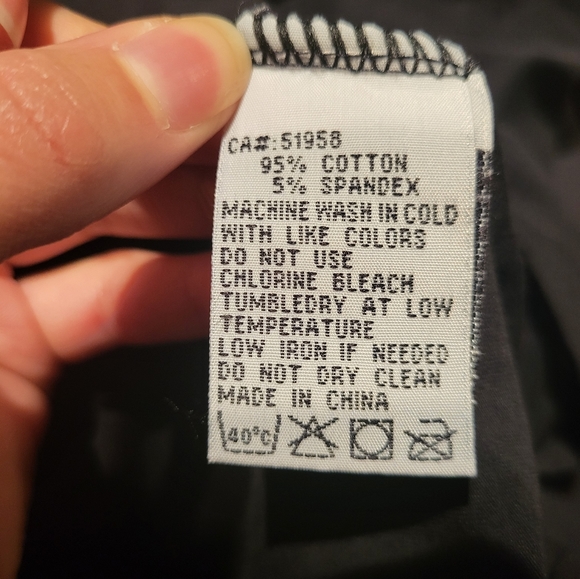 CA#:51958
95% COTTON
5% SPANDEX
MACHINE WASH IN COLD
WITH LIKE COLORS
DO NOT USE
CHLORINE BLEACH
TUMBLEDRY AT LOW
TEMPERATURE
LOW IRON IF NEEDED
DO NOT DRY CLEAN
MADE IN CHINA
40°C